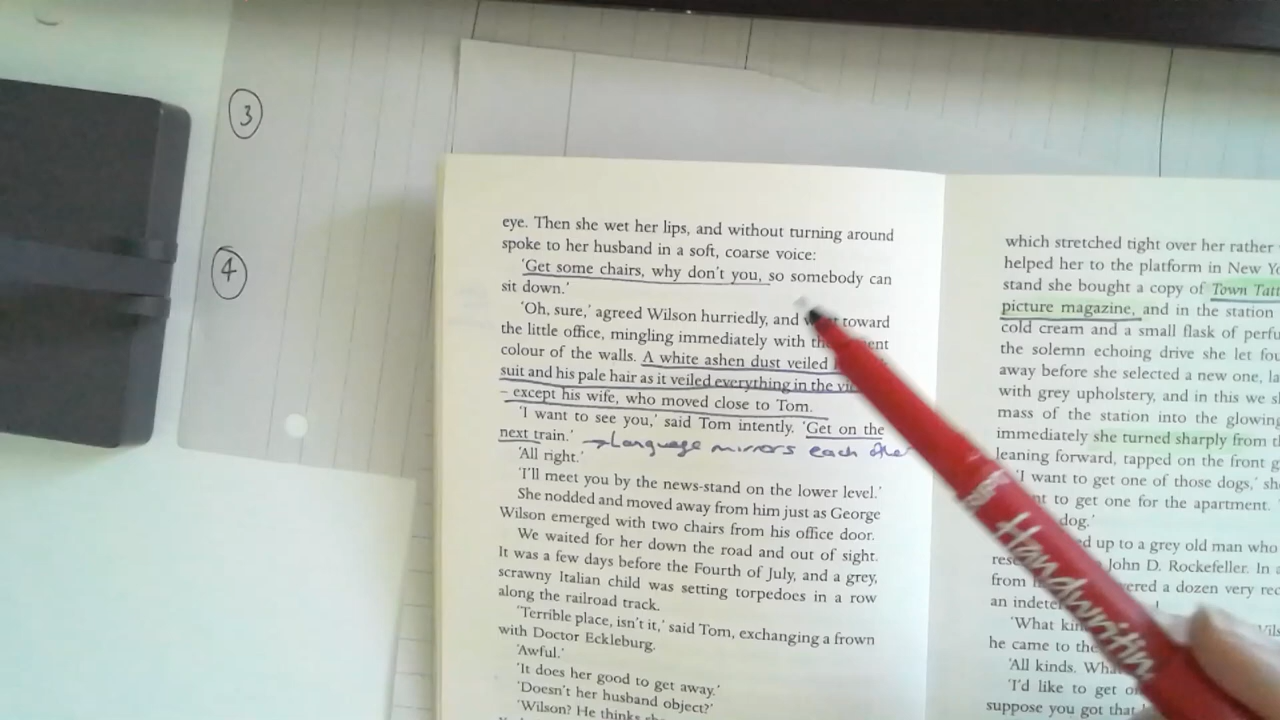 3
4
eye. Then she wet her lips, and without turning around
spoke to her husband in a soft, coarse voice:
'Get some chairs, why don't you, so somebody can
sit down.'
'Oh, sure,' agreed Wilson hurriedly, and toward
the little office, mingling immediately with
colour of the walls. A white ashen dust veiled
suit and his pale hair as it veiled everything in the
– except his wife, who moved close to Tom.
'I want to see you,' said Tom intently. 'Get on the
next train.' → Language mirrors each other
'All right.'
'I'll meet you by the news-stand on the lower level.'
She nodded and moved away from him just as George
Wilson emerged with two chairs from his office door.
We waited for her down the road and out of sight.
It was a few days before the Fourth of July, and a grey,
scrawny Italian child was setting torpedoes in a row
along the railroad track.
'Terrible place, isn't it,' said Tom, exchanging a frown
with Doctor Eckleburg.
'Awful.'
'It does her good to get away.'
'Doesn't her husband object?'
'Wilson? He thinks
which stretched tight over her rather
helped her to the platform in New
stand she bought a copy of Town
picture magazine, and in the station
cold cream and a small flask of
the solemn echoing drive she let
away before she selected a new one,
with grey upholstery, and in this we
mass of the station into the glowing
immediately she turned sharply from
leaning forward, tapped on the front
'I want to get one of those dog,'
to get one for the apartment.
dog.'
up to a grey old man who
John D. Rockefeller. In
from a dozen very
an
'What
he came to the
'All kinds.
'I'd like to get
suppose you got that
Handwritin